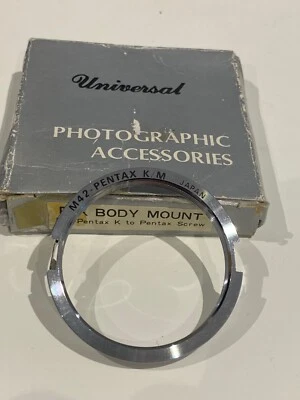 Universal
PHOTOGRAPHIC
ACCESSORIES
M42-PENTAX K.M JAPAN
BODY MOUNT
Pentax K to Pentax Screw